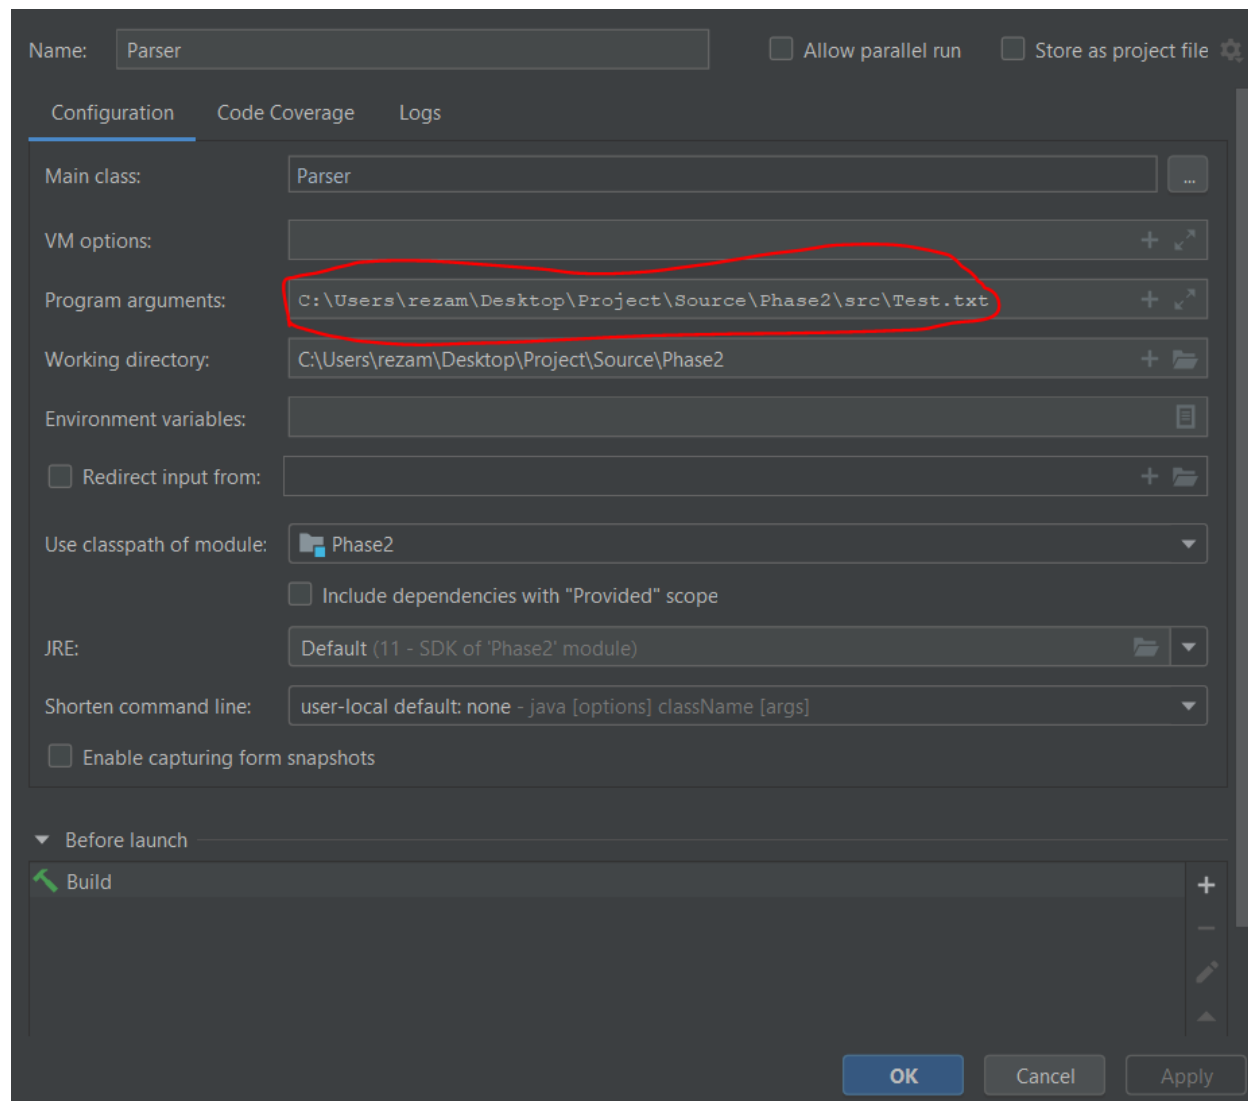 Name: Parser Allow parallel run Store as project file
Configuration Code Coverage Logs
Main class: Parser ...
VM options:
Program arguments: C:\Users\rezam\Desktop\Project\Source\Phase2\src\Test.txt
Working directory: C:\Users\rezam\Desktop\Project\Source\Phase2
Environment variables:
Redirect input from:
Use classpath of module: Phase2
Include dependencies with "Provided" scope
JRE: Default (11 - SDK of 'Phase2' module)
Shorten command line: user-local default: none - java [options] className [args]
Enable capturing form snapshots
Before launch
Build
OK Cancel Apply